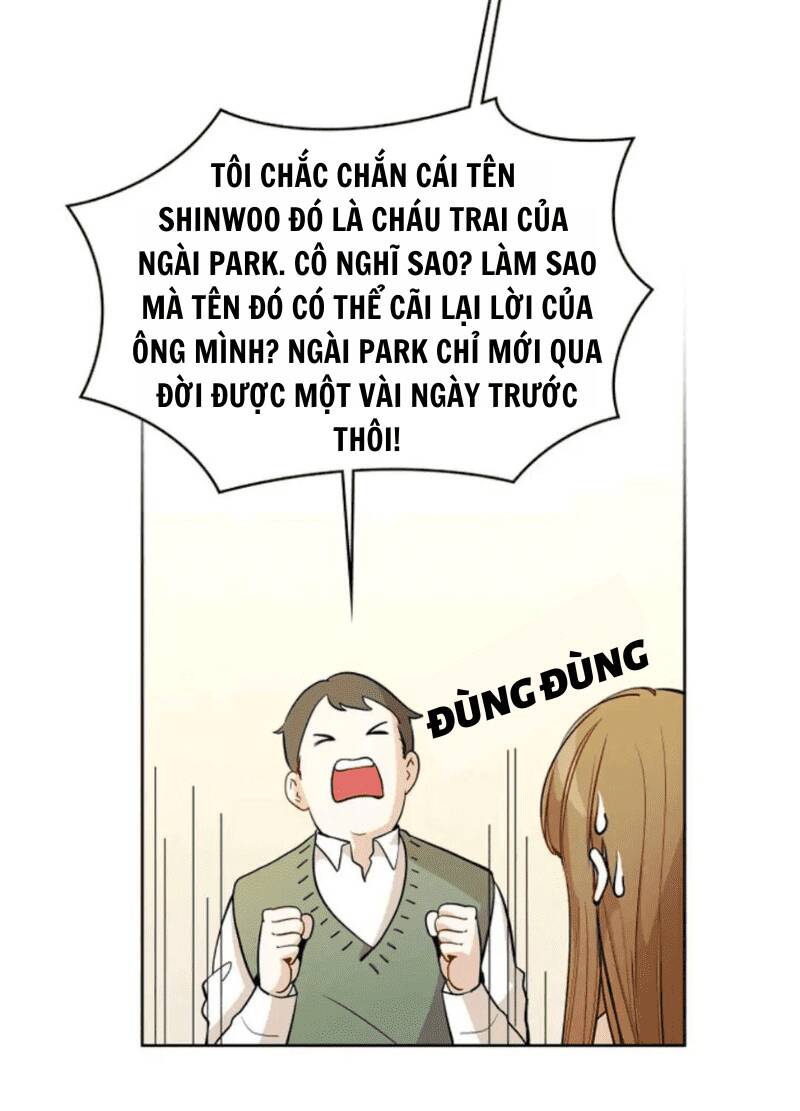 TÔI CHẮC CHẮN CÁI TÊN
SHINWOO ĐÓ LÀ CHÁU TRAI CỦA
NGÀI PARK. CÔ NGHĨ SAO? LÀM SAO
MÀ TÊN ĐÓ CÓ THỂ CÃI LẠI LỜI CỦA
ÔNG MÌNH? NGÀI PARK CHỈ MỚI QUA
ĐỜI ĐƯỢC MỘT VÀI NGÀY TRƯỚC
THÔI!
ĐÙNG ĐÙNG